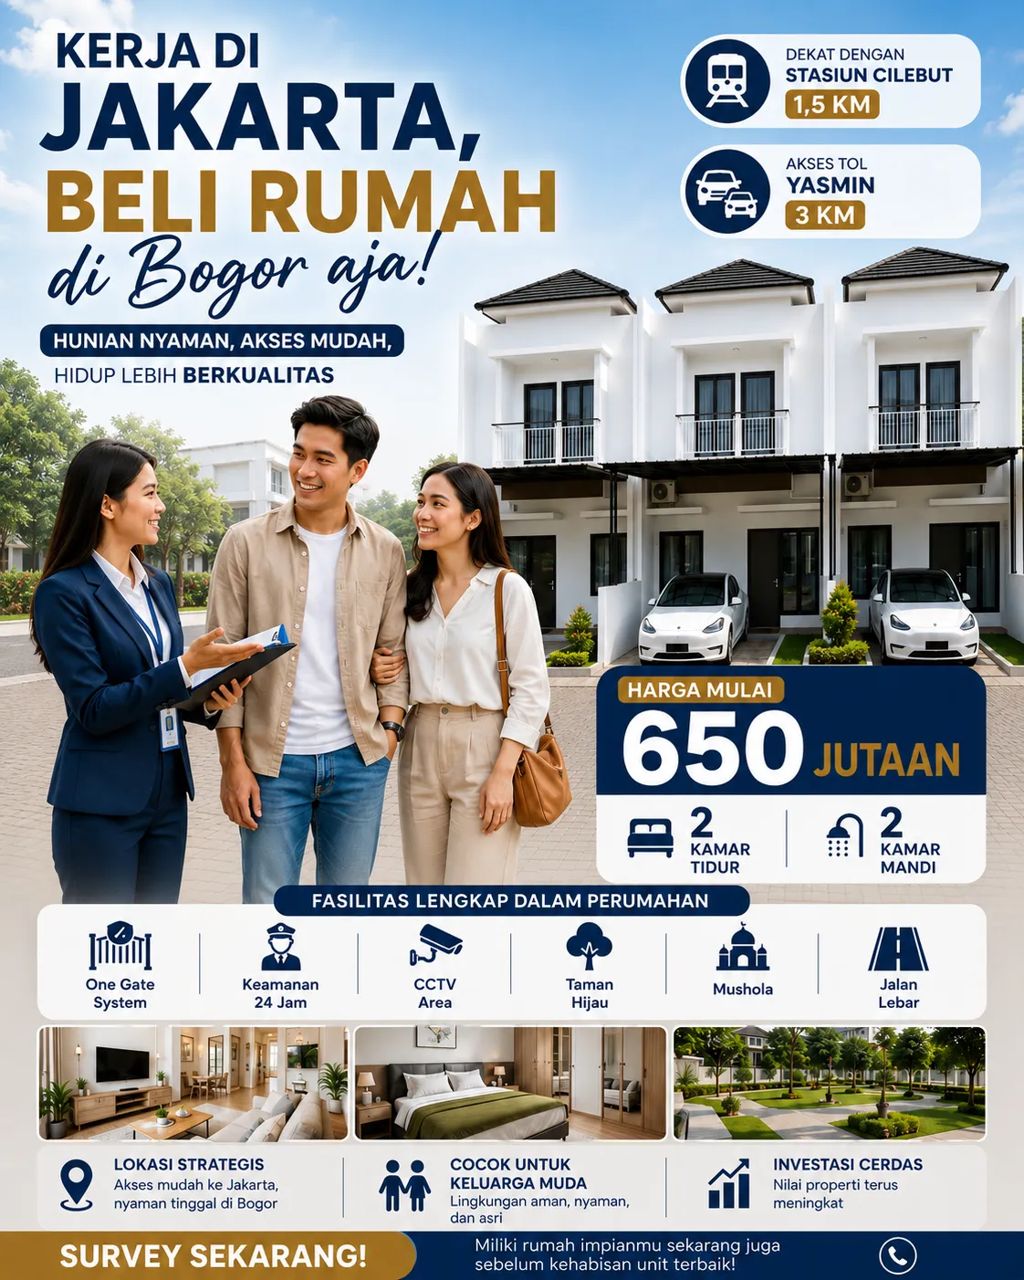 KERJA DI
JAKARTA,
BELI RUMAH
di Bogor aja!
HUNIAN NYAMAN, AKSES MUDAH,
HIDUP LEBIH BERKUALITAS
DEKAT DENGAN
STASIUN CILEBUT
1,5 KM
AKSES TOL
YASMIN
3 KM
HARGA MULAI
650 JUTAAN
2
KAMAR
TIDUR
2
KAMAR
MANDI
FASILITAS LENGKAP DALAM PERUMAHAN
One Gate
System
Keamanan
24 Jam
CCTV
Area
Taman
Hijau
Mushola
Jalan
Lebar
LOKASI STRATEGIS
Akses mudah ke Jakarta,
nyaman tinggal di Bogor
COCOK UNTUK
KELUARGA MUDA
Lingkungan aman, nyaman,
dan asri
INVESTASI CERDAS
Nilai properti terus
meningkat
SURVEY SEKARANG!
Miliki rumah impianmu sekarang juga
sebelum kehabisan unit terbaik!